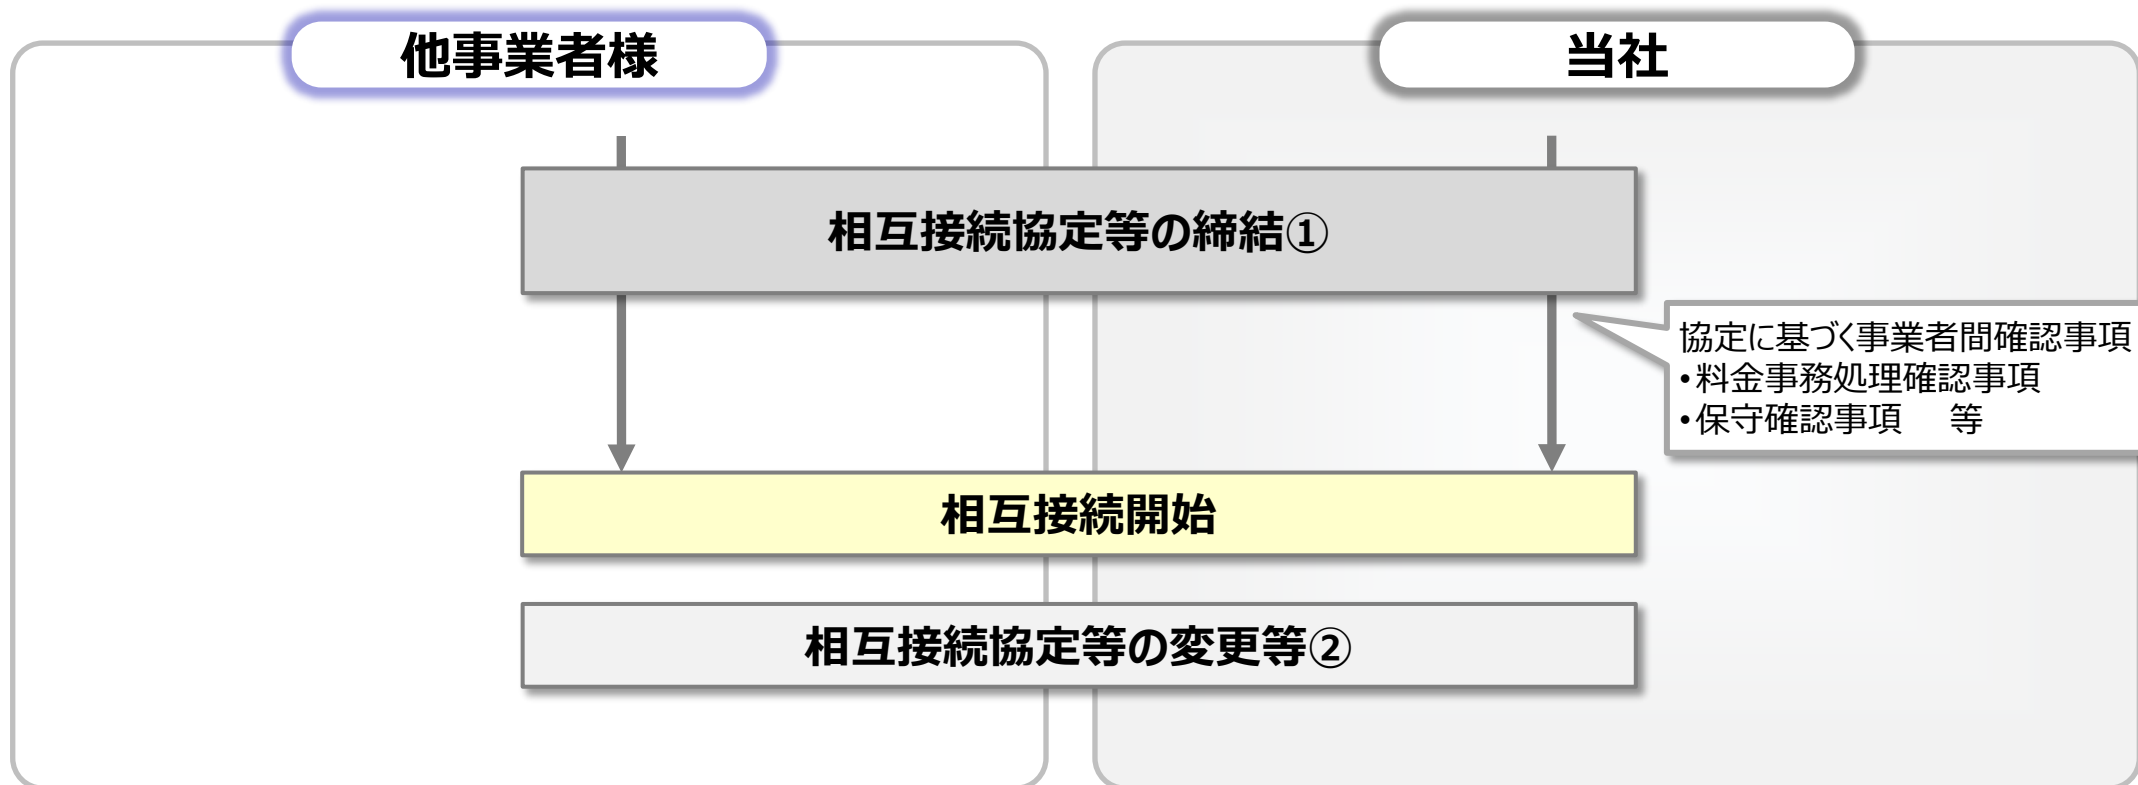 他事業者様
当社
相互接続協定等の締結①
協定に基づく事業者間確認事項
・料金事務処理確認事項
・保守確認事項　等
相互接続開始
相互接続協定等の変更等②